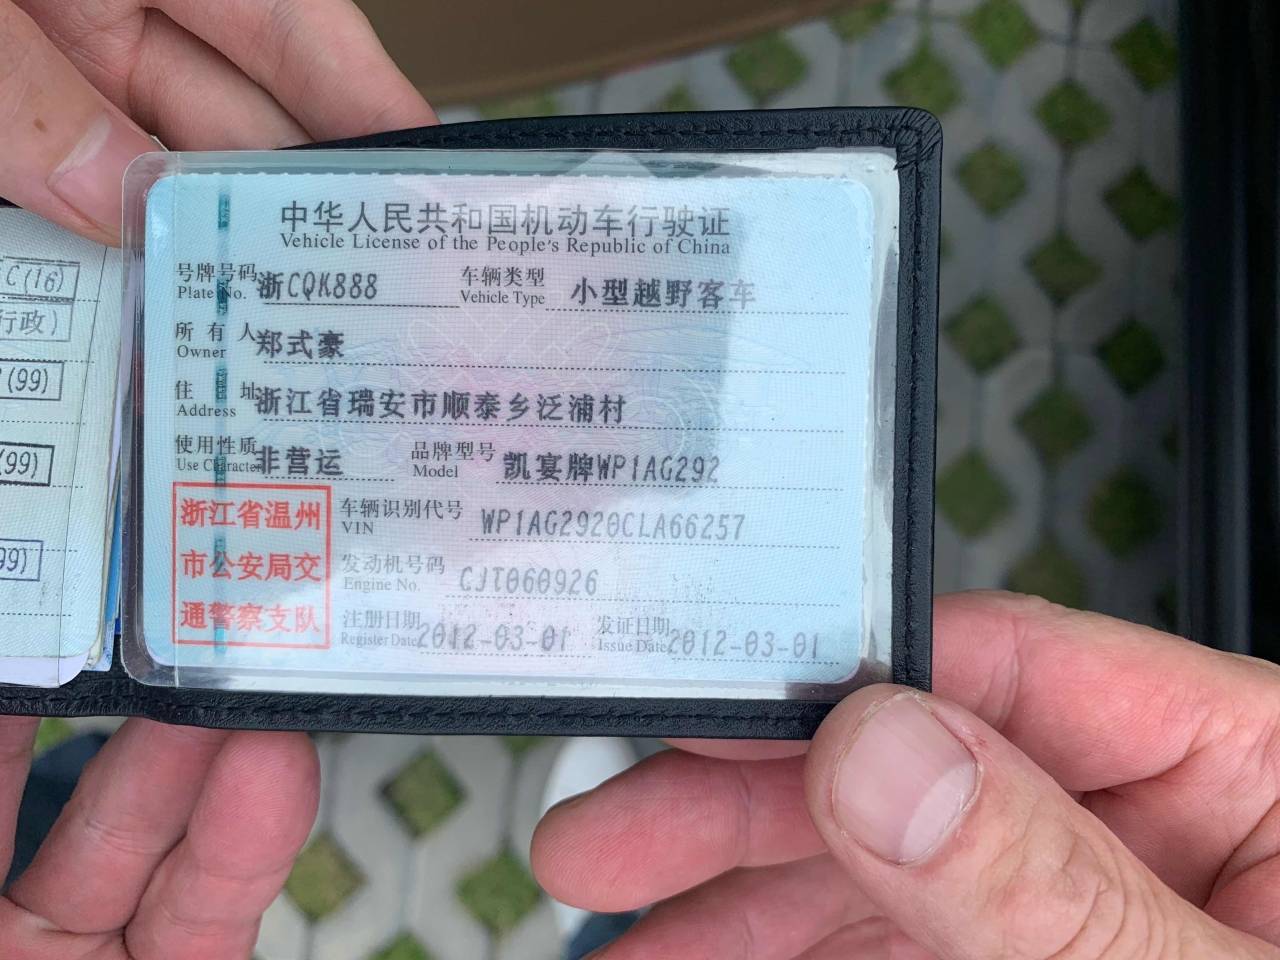 C(16)
行政）
(99)
(99)
99)
中华人民共和国机动车行驶证
Vehicle License of the People's Republic of China
号牌号码 浙CQK888 车辆类型 小型越野客车
Plate No. Vehicle Type
所有人 郑式豪
Owner
住址 浙江省瑞安市顺泰乡泛浦村
Address
使用性质 非营运 品牌型号 凯宴牌WP1AG292
Use Character Model
浙江省温州
市公安局交
通警察支队
车辆识别代号 WP1AG2920CLA66257
VIN
发动机号码 CJT060926
Engine No.
注册日期 2012-03-01 发证日期 2012-03-01
Register Date Issue Date